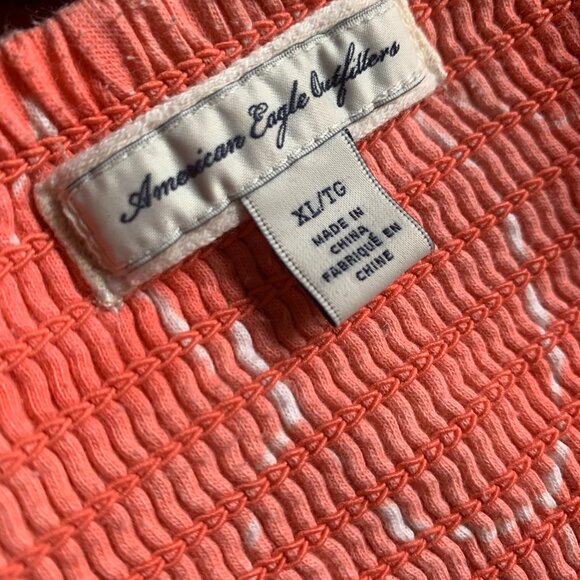 American Eagle Outfitters
XL/TG
MADE IN
CHINA
FABRIQUÉ EN
CHINE